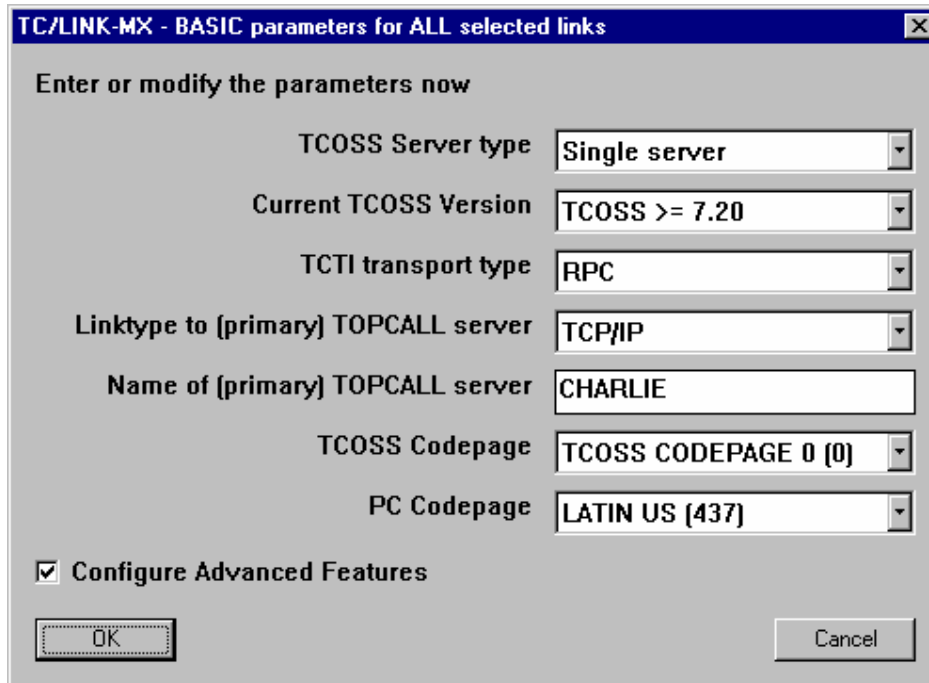 TC/LINK-MX - BASIC parameters for ALL selected links
Enter or modify the parameters now
TCOSS Server type Single server
Current TCOSS Version TCOSS >= 7.20
TCTI transport type RPC
Linktype to (primary) TOPCALL server TCP/IP
Name of (primary) TOPCALL server CHARLIE
TCOSS Codepage TCOSS CODEPAGE 0 (0)
PC Codepage LATIN US (437)
Configure Advanced Features
OK Cancel